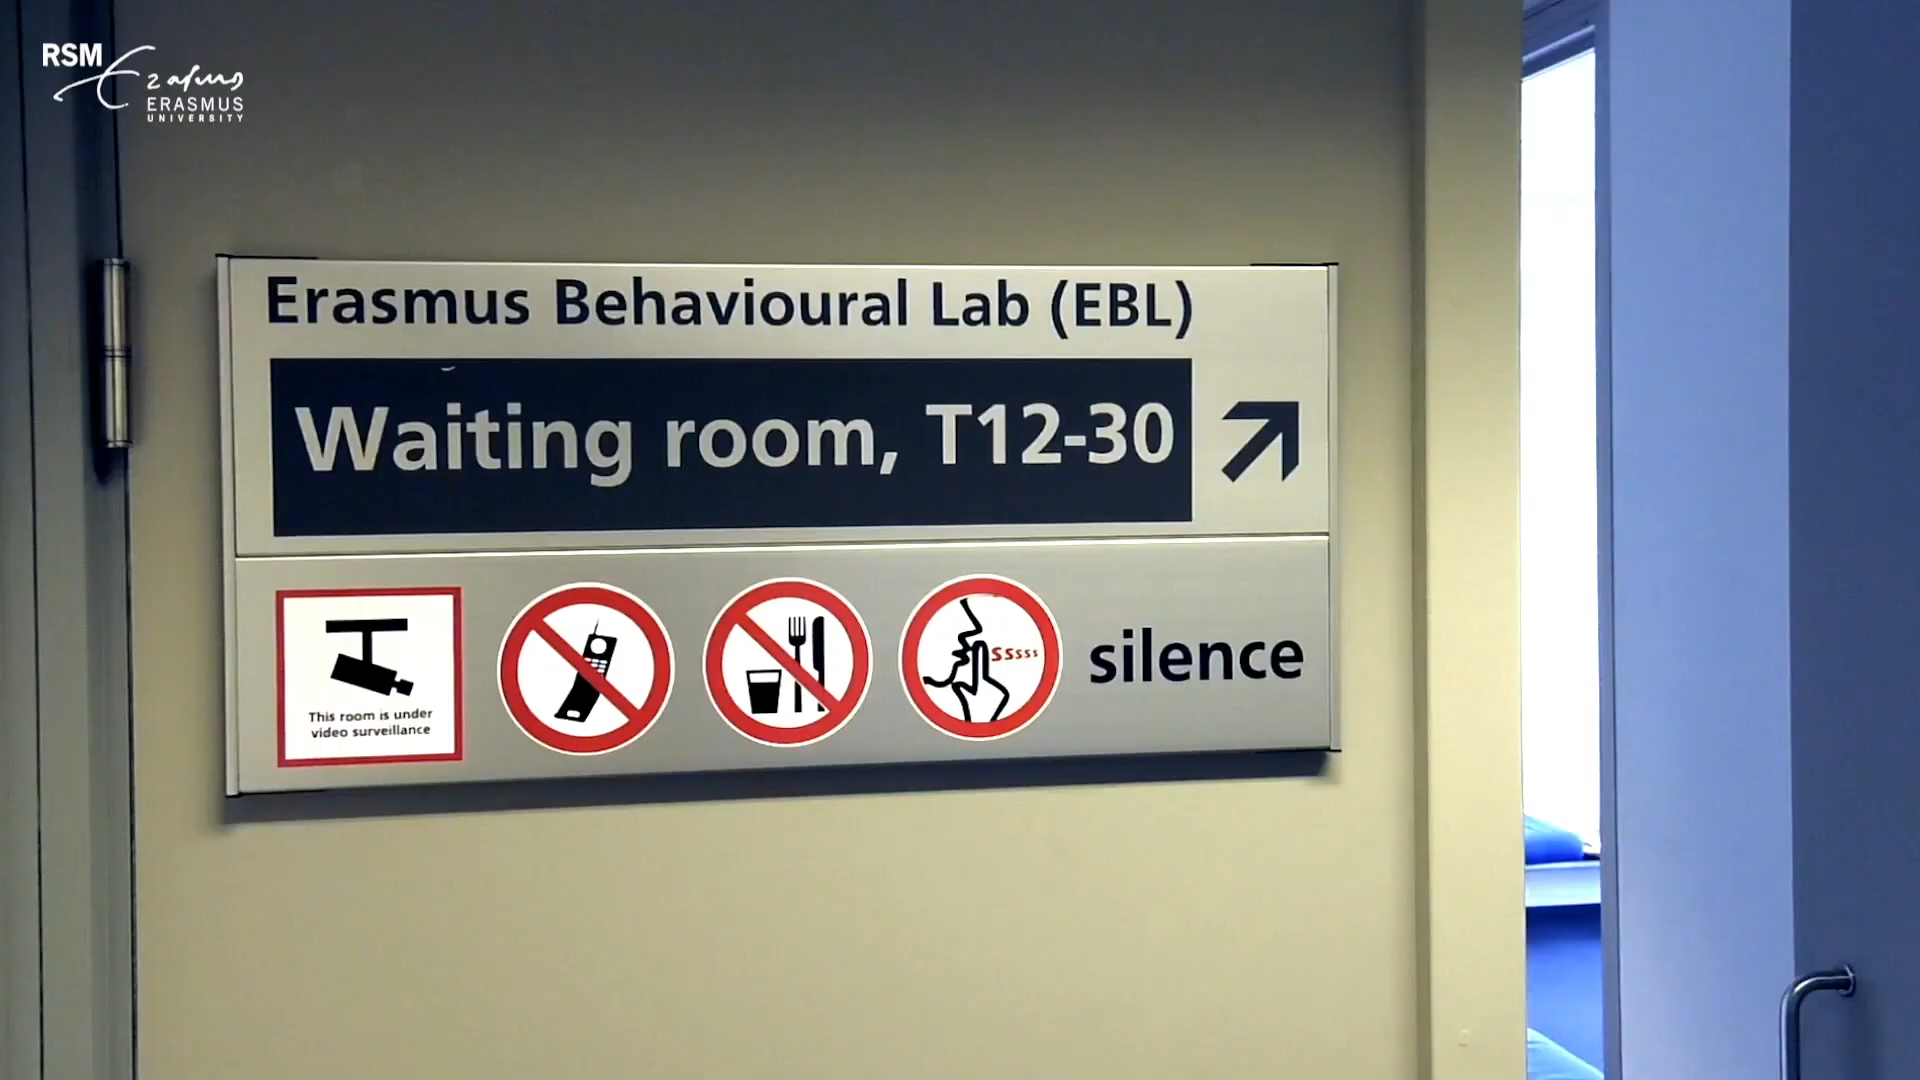 RSM
Erasmus
ERASMUS
UNIVERSITY
Erasmus Behavioural Lab (EBL)
Waiting room, T12-30
This room is under
video surveillance
sssss
silence